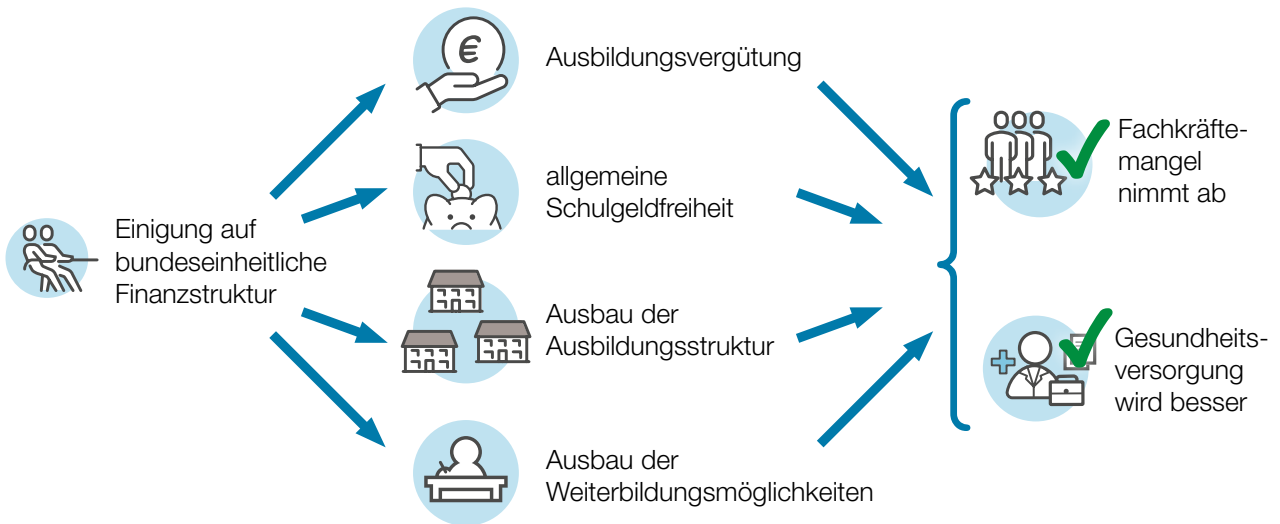 Einigung auf
bundeseinheitliche
Finanzstruktur
€
Ausbildungsvergütung
allgemeine
Schulgeldfreiheit
Ausbau der
Ausbildungsstruktur
Ausbau der
Weiterbildungsmöglichkeiten
Fachkräfte-
mangel
nimmt ab
Gesundheits-
versorgung
wird besser